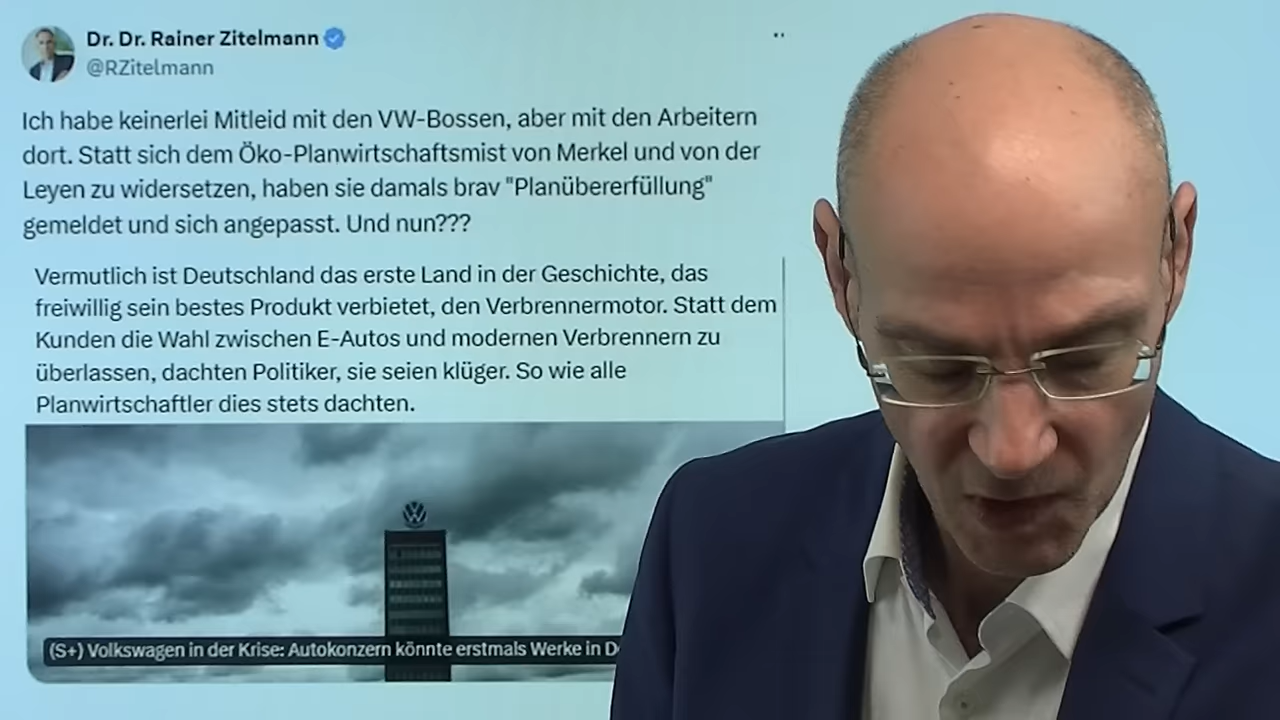 Dr. Dr. Rainer Zitelmann
@RZitelmann
Ich habe keinerlei Mitleid mit den VW-Bossen, aber mit den Arbeitern
dort. Statt sich dem Öko-Planwirtschaftsmist von Merkel und von der
Leyen zu widersetzen, haben sie damals brav "Planübererfüllung"
gemeldet und sich angepasst. Und nun???
Vermutlich ist Deutschland das erste Land in der Geschichte, das
freiwillig sein bestes Produkt verbietet, den Verbrennermotor. Statt dem
Kunden die Wahl zwischen E-Autos und modernen Verbrennern zu
überlassen, dachten Politiker, sie seien klüger. So wie alle
Planwirtschaftler dies stets dachten.
(S+) Volkswagen in der Krise: Autokonzern könnte erstmals Werke in D